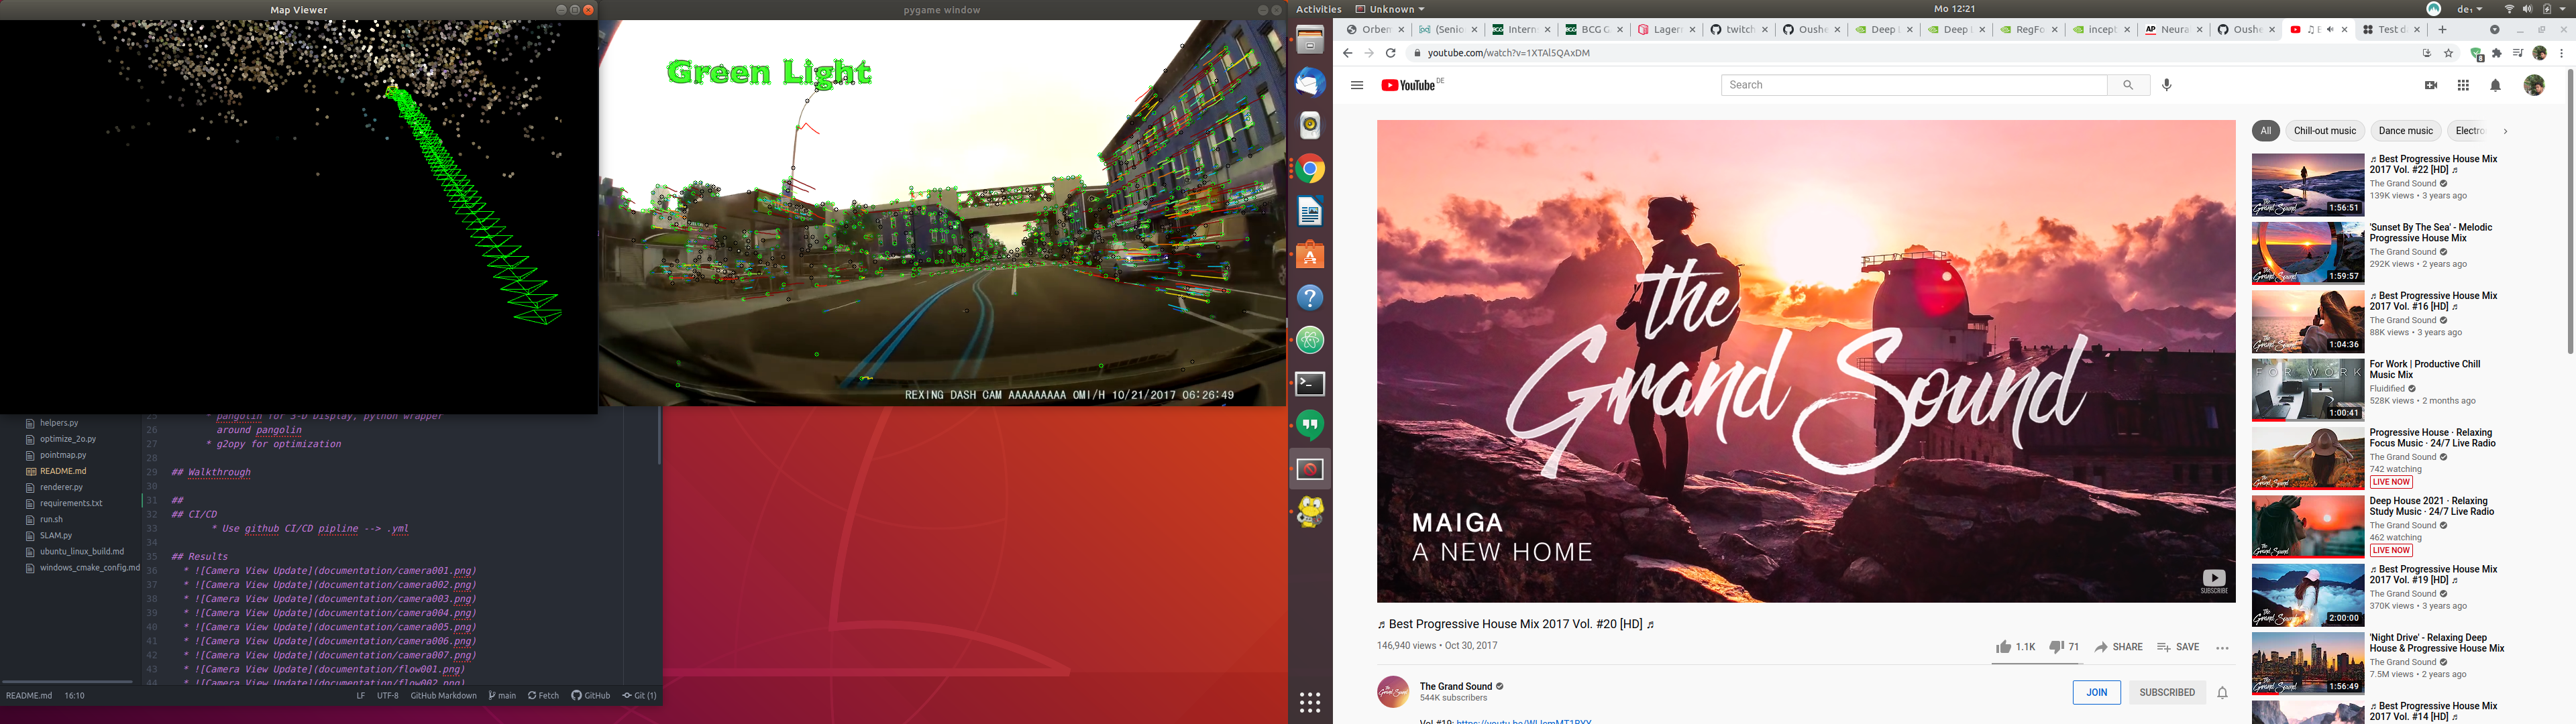 Map Viewer
pygame window
Green Light
REXING DASH CAM AAAAAAAAA 0MI/H 10/21/2017 06:26:49
helpers.py
optimize_2o.py
pointmap.py
README.md
renderer.py
requirements.txt
run.sh
SLAM.py
ubuntu_linux_build.md
windows_cmake_config.md
25 * pangolin for 3-D Display, python wrapper
26 around pangolin
27 * g2opy for optimization
28
29 ## Walkthrough
30
31 ##
32 ## CI/CD
33 * Use github CI/CD pipline --> .yml
34
35 ## Results
36 * ![Camera View Update](documentation/camera001.png)
37 * ![Camera View Update](documentation/camera002.png)
38 * ![Camera View Update](documentation/camera003.png)
39 * ![Camera View Update](documentation/camera004.png)
40 * ![Camera View Update](documentation/camera005.png)
41 * ![Camera View Update](documentation/camera006.png)
42 * ![Camera View Update](documentation/camera007.png)
43 * ![Camera View Update](documentation/flow001.png)
44 * ![Camera View Update](documentation/flow002.png)
README.md 16:10 LF UTF-8 GitHub Markdown main Fetch GitHub Git (1)
Activities Unknown Mo 12:21 de₁
Orbem (Senio Intern BCG G Lager twitch Oushe Deep L Deep L RegFo incept AP Neura Oushe Test d
youtube.com/watch?v=1XTAlSQAxDM 8
YouTube DE
Search
the
Grand Sound
MAIGA
A NEW HOME
SUBSCRIBE
♬ Best Progressive House Mix 2017 Vol. #20 [HD] ♬
146,940 views • Oct 30, 2017
1.1K 71 SHARE SAVE
The Grand Sound
544K subscribers
JOIN SUBSCRIBED
Vol #19:
All Chill-out music Dance music Electro
♬ Best Progressive House Mix
2017 Vol. #22 [HD] ♬
The Grand Sound
139K views • 3 years ago
1:56:51
'Sunset By The Sea' - Melodic
Progressive House Mix
The Grand Sound
292K views • 2 years ago
1:59:57
♬ Best Progressive House Mix
2017 Vol. #16 [HD] ♬
The Grand Sound
88K views • 3 years ago
1:04:36
For Work | Productive Chill
Music Mix
Fluidified
528K views • 2 months ago
FOR WORK
1:00:41
Progressive House · Relaxing
Focus Music · 24/7 Live Radio
The Grand Sound
742 watching
LIVE NOW
Deep House 2021 · Relaxing
Study Music · 24/7 Live Radio
The Grand Sound
462 watching
LIVE NOW
♬ Best Progressive House Mix
2017 Vol. #19 [HD] ♬
The Grand Sound
370K views • 3 years ago
2:00:00
'Night Drive' - Relaxing Deep
House & Progressive House Mix
The Grand Sound
7.5M views • 2 years ago
1:56:49
♬ Best Progressive House Mix
2017 Vol. #14 [HD] ♬